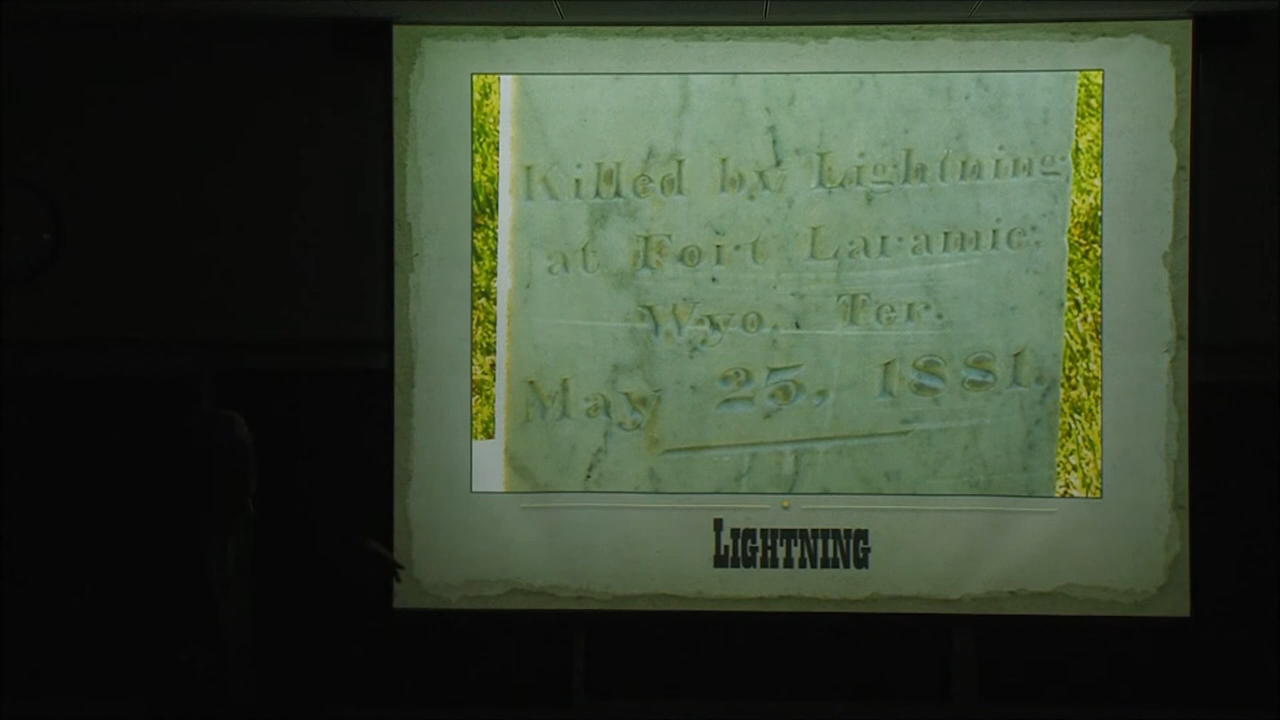 Killed by Lightning
at Fort Laramie
Wyo. Ter.
May 25, 1881.
LIGHTNING